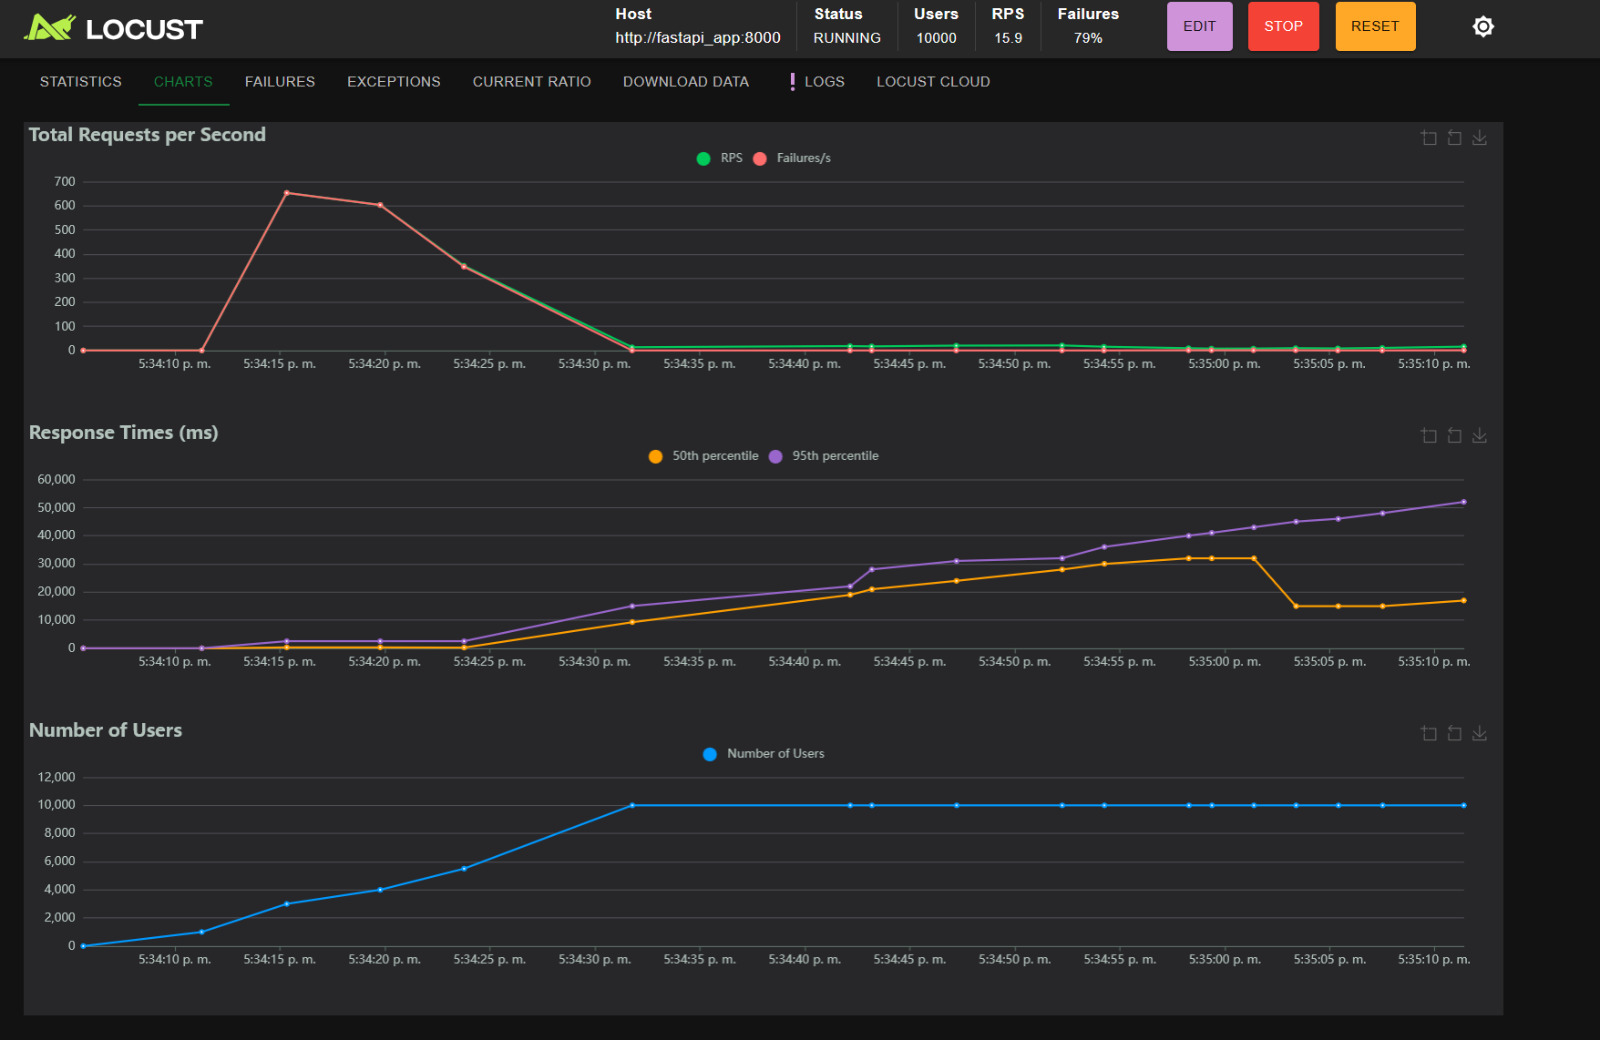 LOCUST
Host
http://fastapi_app:8000
Status
RUNNING
Users
10000
RPS
15.9
Failures
79%
EDIT
STOP
RESET
STATISTICS
CHARTS
FAILURES
EXCEPTIONS
CURRENT RATIO
DOWNLOAD DATA
LOGS
LOCUST CLOUD
Total Requests per Second
RPS Failures/s
700
600
500
400
300
200
100
0
5:34:10 p. m. 5:34:15 p. m. 5:34:20 p. m. 5:34:25 p. m. 5:34:30 p. m. 5:34:35 p. m. 5:34:40 p. m. 5:34:45 p. m. 5:34:50 p. m. 5:34:55 p. m. 5:35:00 p. m. 5:35:05 p. m. 5:35:10 p. m.
Response Times (ms)
50th percentile 95th percentile
60,000
50,000
40,000
30,000
20,000
10,000
0
5:34:10 p. m. 5:34:15 p. m. 5:34:20 p. m. 5:34:25 p. m. 5:34:30 p. m. 5:34:35 p. m. 5:34:40 p. m. 5:34:45 p. m. 5:34:50 p. m. 5:34:55 p. m. 5:35:00 p. m. 5:35:05 p. m. 5:35:10 p. m.
Number of Users
Number of Users
12,000
10,000
8,000
6,000
4,000
2,000
0
5:34:10 p. m. 5:34:15 p. m. 5:34:20 p. m. 5:34:25 p. m. 5:34:30 p. m. 5:34:35 p. m. 5:34:40 p. m. 5:34:45 p. m. 5:34:50 p. m. 5:34:55 p. m. 5:35:00 p. m. 5:35:05 p. m. 5:35:10 p. m.